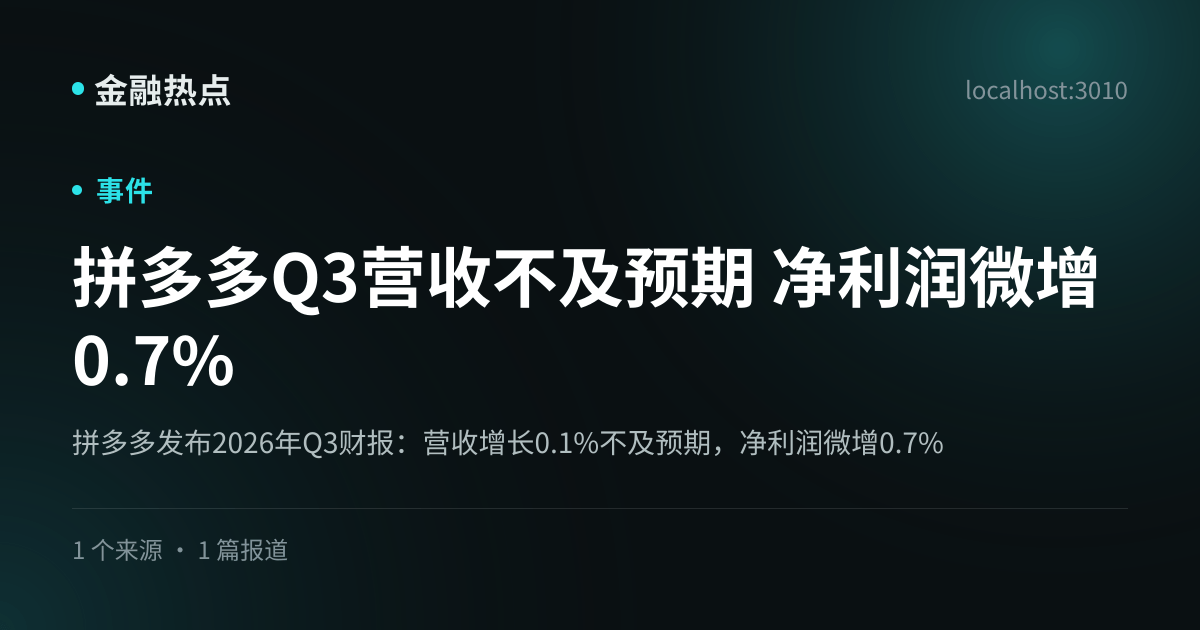 金融热点
localhost:3010
事件
拼多多Q3营收不及预期 净利润微增
0.7%
拼多多发布2026年Q3财报：营收增长0.1%不及预期，净利润微增0.7%
1 个来源 · 1 篇报道